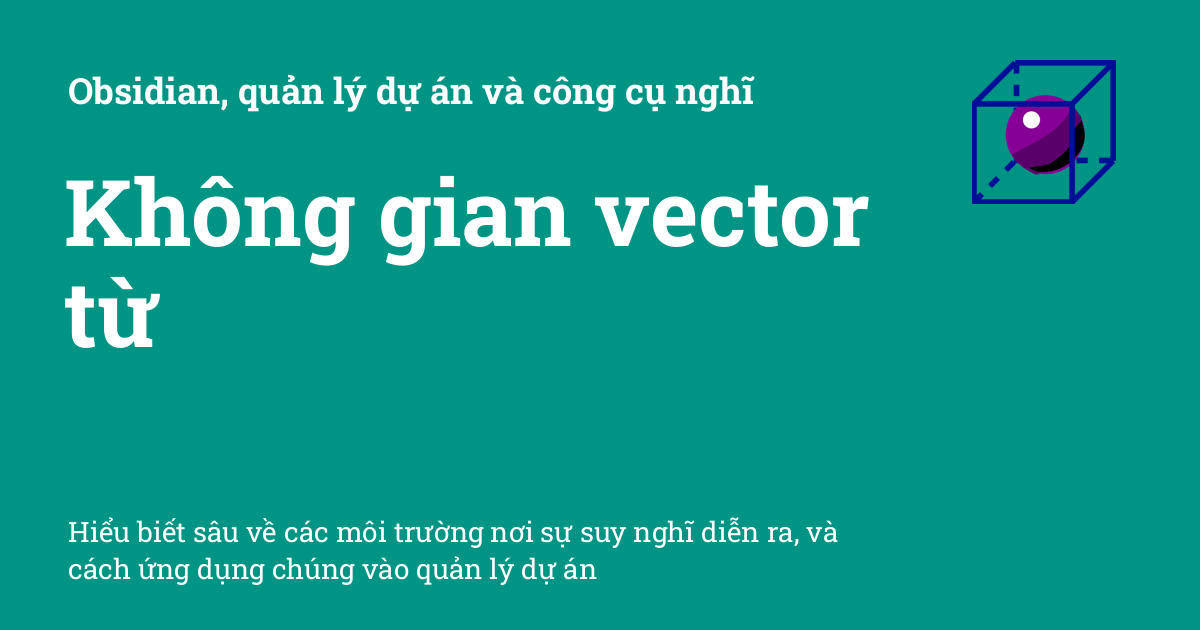 Obsidian, quản lý dự án và công cụ nghĩ
Không gian vector
từ
Hiểu biết sâu về các môi trường nơi sự suy nghĩ diễn ra, và
cách ứng dụng chúng vào quản lý dự án